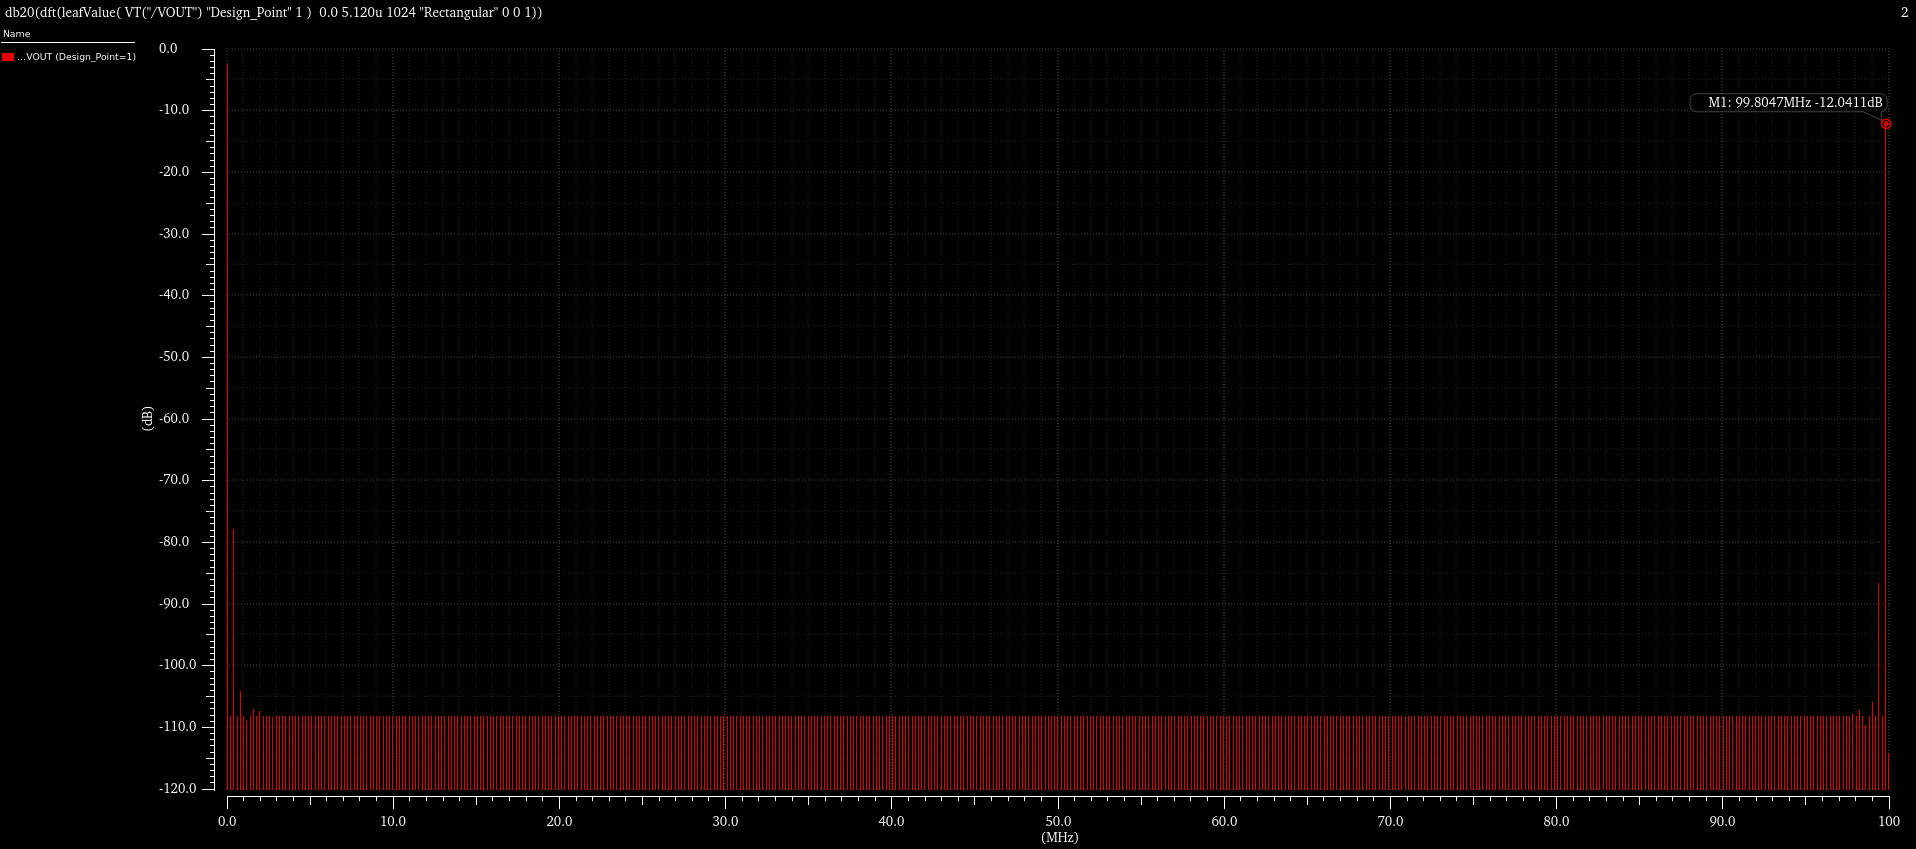 db20(dft(leafValue( VT("/VOUT") "Design_Point" 1 )  0.0 5.120u 1024 "Rectangular" 0 0 1))
2
Name
...VOUT (Design_Point=1)
0.0
-10.0
-20.0
-30.0
-40.0
-50.0
-60.0
-70.0
-80.0
-90.0
-100.0
-110.0
-120.0
(dB)
M1: 99.8047MHz -12.0411dB
0.0 10.0 20.0 30.0 40.0 50.0 60.0 70.0 80.0 90.0 100
(MHz)